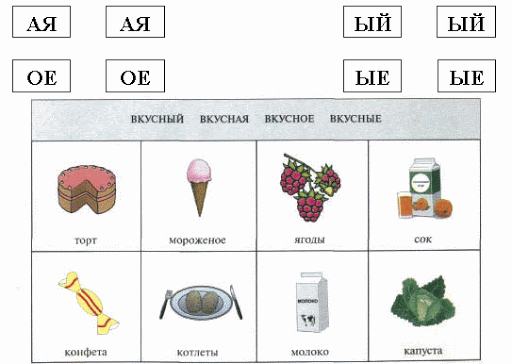 АЯ АЯ ЫЙ ЫЙ
ОЕ ОЕ ЫЕ ЫЕ
ВКУСНЫЙ ВКУСНАЯ ВКУСНОЕ ВКУСНЫЕ
торт мороженое ягоды сок
МОЛОКО
конфета котлеты молоко капуста